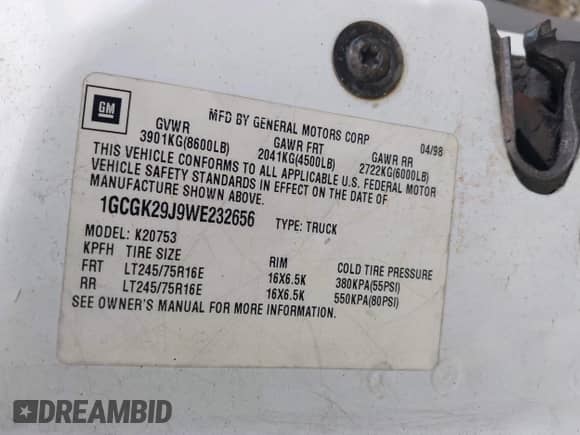 GM
MFD BY GENERAL MOTORS CORP 04/98
GVWR GAWR FRT GAWR RR
3901KG(8600LB) 2041KG(4500LB) 2722KG(6000LB)
THIS VEHICLE CONFORMS TO ALL APPLICABLE U.S. FEDERAL MOTOR
VEHICLE SAFETY STANDARDS IN EFFECT ON THE DATE OF
MANUFACTURE SHOWN ABOVE.
1GCGK29J9WE232656 TYPE: TRUCK
MODEL: K20753
KPFH TIRE SIZE RIM COLD TIRE PRESSURE
FRT LT245/75R16E 16X6.5K 380KPA(55PSI)
RR LT245/75R16E 16X6.5K 550KPA(80PSI)
SEE OWNER'S MANUAL FOR MORE INFORMATION
DREAMBID